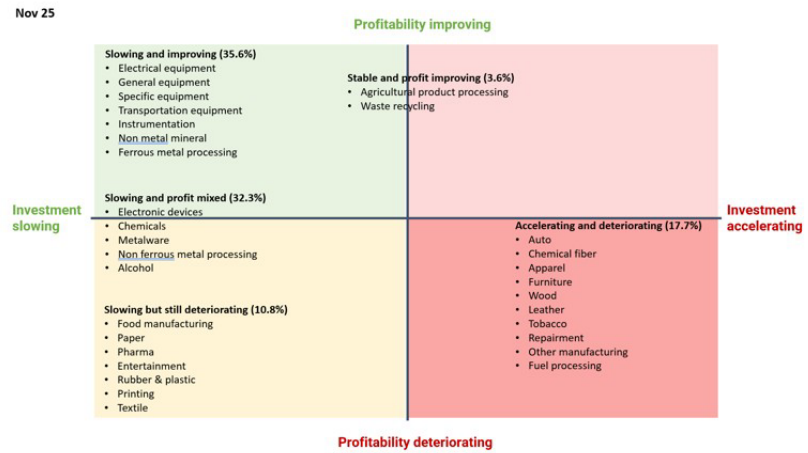 Nov 25
Profitability improving
Slowing and improving (35.6%)
• Electrical equipment
• General equipment
• Specific equipment
• Transportation equipment
• Instrumentation
• Non metal mineral
• Ferrous metal processing
Stable and profit improving (3.6%)
• Agricultural product processing
• Waste recycling
Investment
slowing
Slowing and profit mixed (32.3%)
• Electronic devices
• Chemicals
• Metalware
• Non ferrous metal processing
• Alcohol
Investment
accelerating
Accelerating and deteriorating (17.7%)
• Auto
• Chemical fiber
• Apparel
• Furniture
• Wood
• Leather
• Tobacco
• Repairment
• Other manufacturing
• Fuel processing
Slowing but still deteriorating (10.8%)
• Food manufacturing
• Paper
• Pharma
• Entertainment
• Rubber & plastic
• Printing
• Textile
Profitability deteriorating